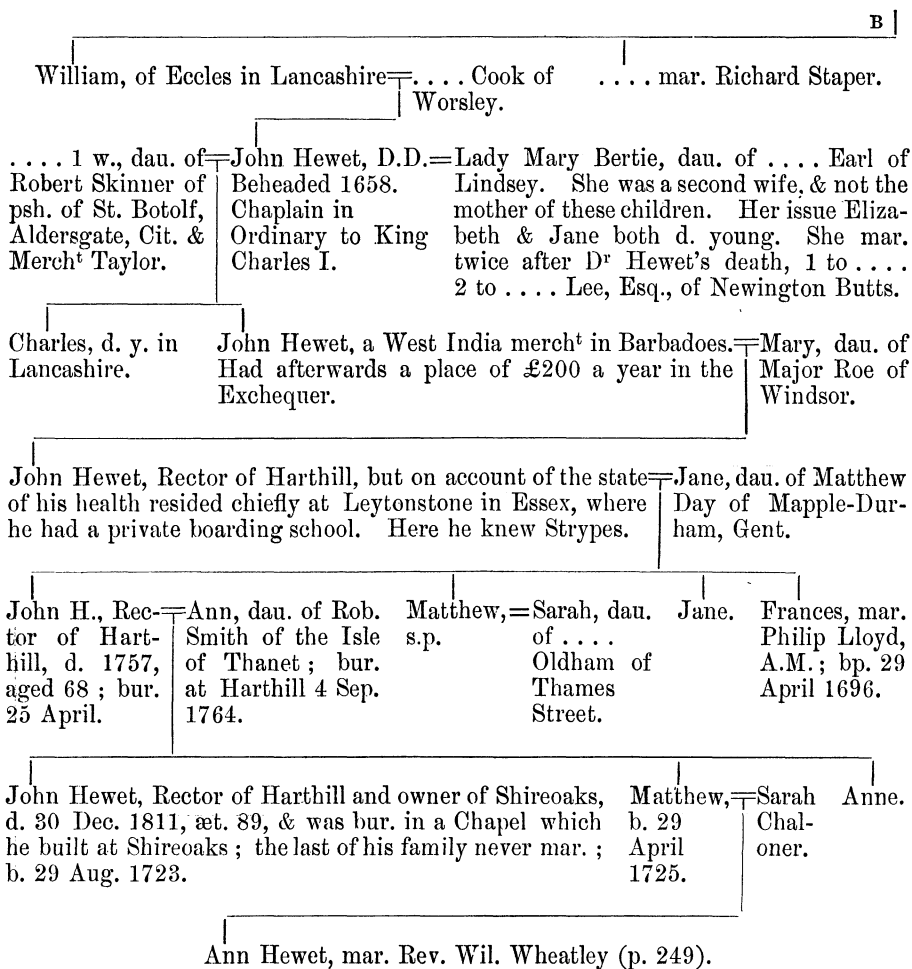 B
William, of Eccles in Lancashire=. . . . Cook of Worsley.
. . . . mar. Richard Staper.
. . . . 1 w., dau. of
Robert Skinner of
psh. of St. Botolf,
Aldersgate, Cit. &
Mercht Taylor.
=John Hewet, D.D.=
Beheaded 1658.
Chaplain in
Ordinary to King
Charles I.
Lady Mary Bertie, dau. of . . . . Earl of
Lindsey. She was a second wife, & not the
mother of these children. Her issue Eliza-
beth & Jane both d. young. She mar.
twice after Dr Hewet's death, 1 to . . . .
2 to . . . . Lee, Esq., of Newington Butts.
Charles, d. y. in
Lancashire.
John Hewet, a West India mercht in Barbadoes.=
Had afterwards a place of £200 a year in the
Exchequer.
Mary, dau. of
Major Roe of
Windsor.
John Hewet, Rector of Harthill, but on account of the state=
of his health resided chiefly at Leytonstone in Essex, where
he had a private boarding school. Here he knew Strypes.
Jane, dau. of Matthew
Day of Mapple-Dur-
ham, Gent.
John H., Rec-
tor of Hart-
hill, d. 1757,
aged 68 ; bur.
25 April.
=Ann, dau. of Rob.
Smith of the Isle
of Thanet ; bur.
at Harthill 4 Sep.
1764.
Matthew,=
s.p.
Sarah, dau.
of . . . .
Oldham of
Thames
Street.
Jane.
Frances, mar.
Philip Lloyd,
A.M. ; bp. 29
April 1696.
John Hewet, Rector of Harthill and owner of Shireoaks,
d. 30 Dec. 1811, æt. 89, & was bur. in a Chapel which
he built at Shireoaks ; the last of his family never mar. ;
b. 29 Aug. 1723.
Matthew,=
b. 29
April
1725.
Sarah
Chal-
oner.
Anne.
Ann Hewet, mar. Rev. Wil. Wheatley (p. 249).